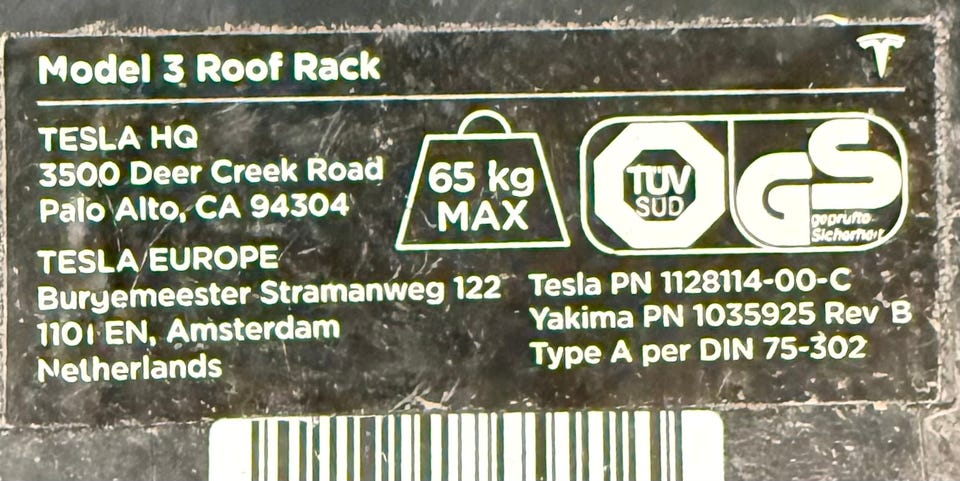 Model 3 Roof Rack
TESLA HQ
3500 Deer Creek Road
Palo Alto, CA 94304
65 kg
MAX
TÜV
SÜD
GS
geprüfte
Sicherheit
TESLA EUROPE
Burgemeester Stramanweg 122
1101 EN, Amsterdam
Netherlands
Tesla PN 1128114-00-C
Yakima PN 1035925 Rev B
Type A per DIN 75-302